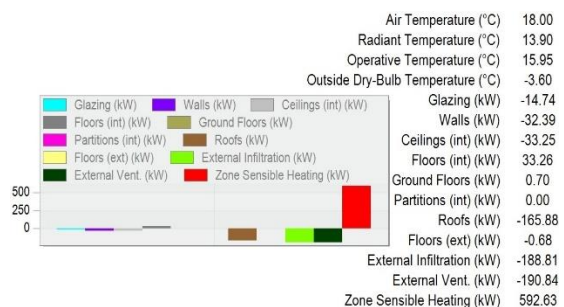 Air Temperature (°C) 18.00
Radiant Temperature (°C) 13.90
Operative Temperature (°C) 15.95
Outside Dry-Bulb Temperature (°C) -3.60
Glazing (kW) -14.74
Walls (kW) -32.39
Ceilings (int) (kW) -33.25
Floors (int) (kW) 33.26
Ground Floors (kW) 0.70
Partitions (int) (kW) 0.00
Roofs (kW) -165.88
Floors (ext) (kW) -0.68
External Infiltration (kW) -188.81
External Vent. (kW) -190.84
Zone Sensible Heating (kW) 592.63
Glazing (kW) Walls (kW) Ceilings (int) (kW)
Floors (int) (kW) Ground Floors (kW)
Partitions (int) (kW) Roofs (kW)
Floors (ext) (kW) External Infiltration (kW)
External Vent. (kW) Zone Sensible Heating (kW)
500
250
0